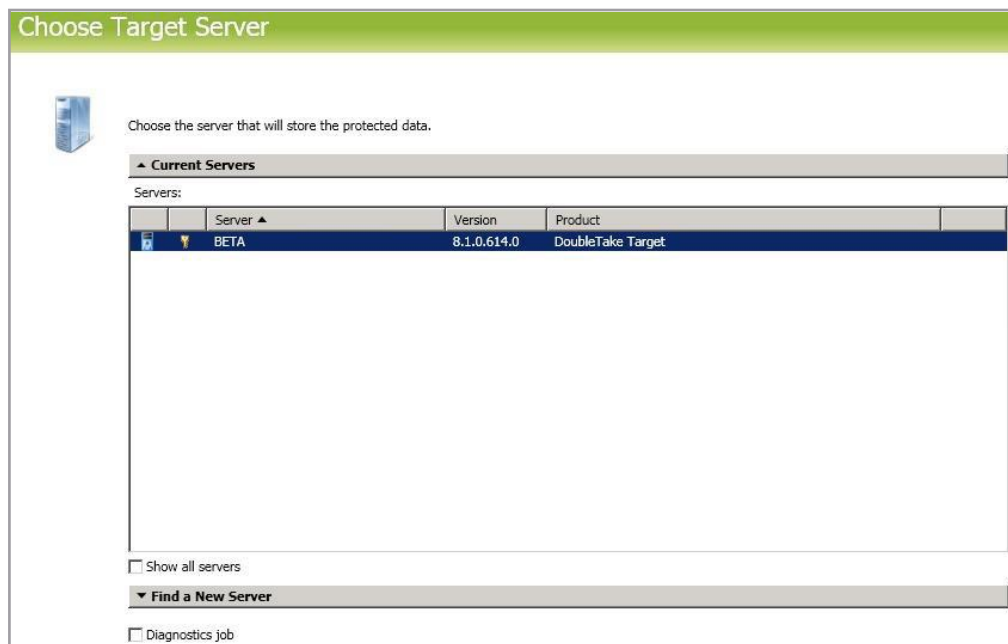 Choose Target Server
Choose the server that will store the protected data.
Current Servers
Servers:
Server Version Product
BETA 8.1.0.614.0 DoubleTake Target
Show all servers
Find a New Server
Diagnostics job